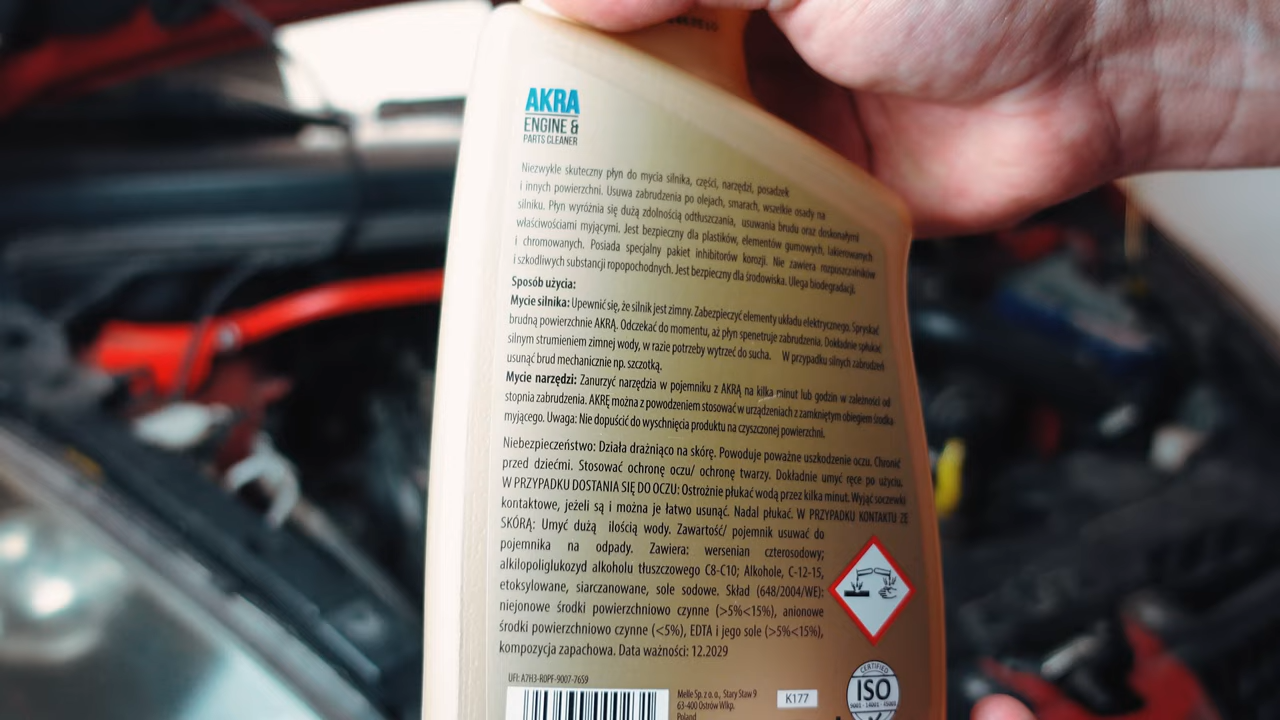 AKRA
ENGINE &
PARTS CLEANER
Niezwykle skuteczny płyn do mycia silnika, części, narzędzi, posadzek
i innych powierzchni. Usuwa zabrudzenia po olejach, smarach, wszelkie osady na
silniku. Płyn wyróżnia się dużą zdolnością odtłuszczania, usuwania brudu oraz doskonałymi
właściwościami myjącymi. Jest bezpieczny dla plastików, elementów gumowych, lakierowanych
i chromowanych. Posiada specjalny pakiet inhibitorów korozji. Nie zawiera rozpuszczalników
i szkodliwych substancji ropopochodnych. Jest bezpieczny dla środowiska. Ulega biodegradacji.
Sposób użycia:
Mycie silnika: Upewnić się, że silnik jest zimny. Zabezpieczyć elementy układu elektrycznego. Spryskać
brudną powierzchnie AKRĄ. Odczekać do momentu, aż płyn spenetruje zabrudzenia. Dokładnie spłukać
silnym strumieniem zimnej wody, w razie potrzeby wytrzeć do sucha. W przypadku silnych zabrudzeń
usunąć brud mechanicznie np. szczotką.
Mycie narzędzi: Zanurzyć narzędzia w pojemniku z AKRĄ na kilka minut lub godzin w zależności od
stopnia zabrudzenia. AKRĘ można z powodzeniem stosować w urządzeniach z zamkniętym obiegiem środka
myjącego. Uwaga: Nie dopuścić do wyschnięcia produktu na czyszczonej powierzchni.
Niebezpieczeństwo: Działa drażniąco na skórę. Powoduje poważne uszkodzenie oczu. Chronić
przed dziećmi. Stosować ochronę oczu/ ochronę twarzy. Dokładnie umyć ręce po użyciu.
W PRZYPADKU DOSTANIA SIĘ DO OCZU: Ostrożnie płukać wodą przez kilka minut. Wyjąć soczewki
kontaktowe, jeżeli są i można je łatwo usunąć. Nadal płukać. W PRZYPADKU KONTAKTU ZE
SKÓRĄ: Umyć dużą ilością wody. Zawartość/ pojemnik usuwać do
pojemnika na odpady. Zawiera: wersenian czterosodowy;
alkilopoliglukozyd alkoholu tłuszczowego C8-C10; Alkohole, C-12-15,
etoksylowane, siarczanowane, sole sodowe. Skład (648/2004/WE):
niejonowe środki powierzchniowo czynne (>5%<15%), anionowe
środki powierzchniowo czynne (<5%), EDTA i jego sole (>5%<15%),
kompozycja zapachowa. Data ważności: 12.2029
UFI: A7H3-R0PF-9007-7659
Melle Sp. z o. o., Stary Staw 9
63-400 Ostrów Wlkp.
Poland
K177
CERTIFIED
ISO
9001 - 14001 - 45001